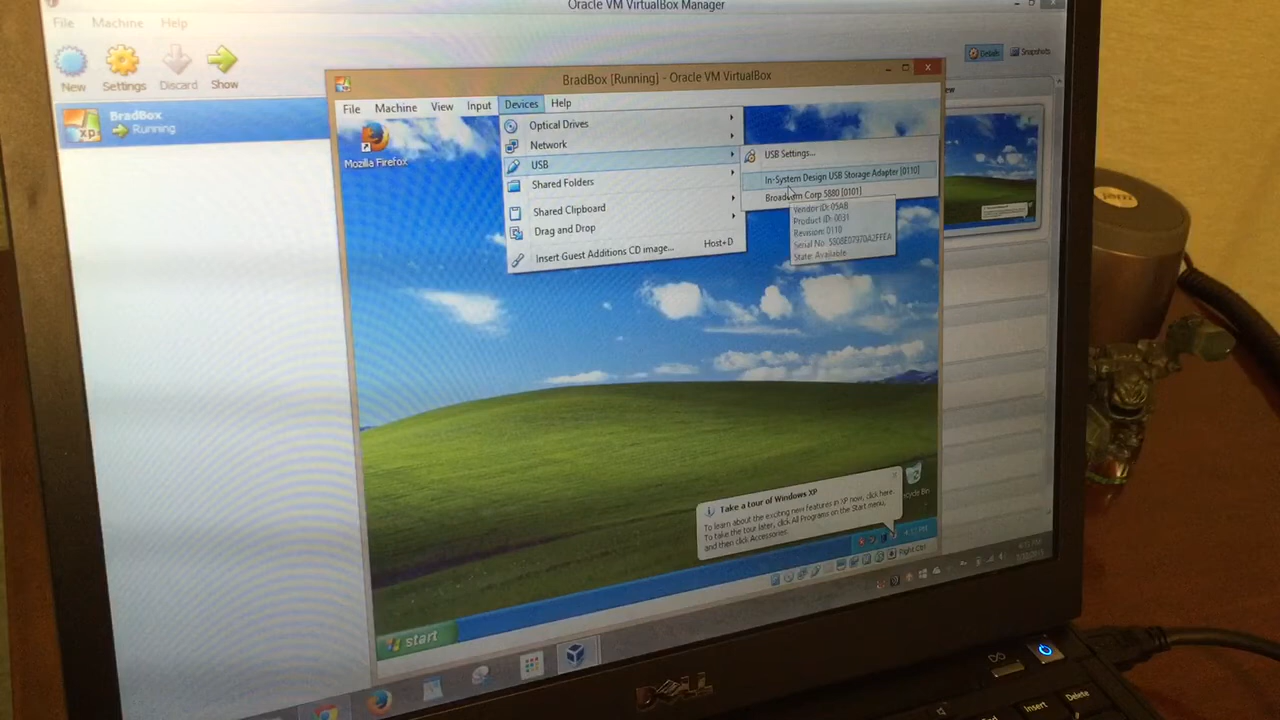 Oracle VM VirtualBox Manager
File Machine Help
New Settings Discard Show
Details Snapshots
BradBox
Running
xp
BradBox [Running] - Oracle VM VirtualBox
File Machine View Input Devices Help
Mozilla Firefox
Optical Drives
Network
USB
Shared Folders
Shared Clipboard
Drag and Drop
Insert Guest Additions CD image... Host+D
USB Settings...
In-System Design USB Storage Adapter [0110]
Broadcom Corp 5880 [0101]
Vendor ID: 05AB
Product ID: 0031
Revision: 0110
Serial No. 5808E07970A2FFEA
State: Available
Take a tour of Windows XP
To learn about the exciting new features in XP now, click here.
To take the tour later, click All Programs on the Start menu,
and then click Accessories.
Right Ctrl
start
DELL
Insert
Delete